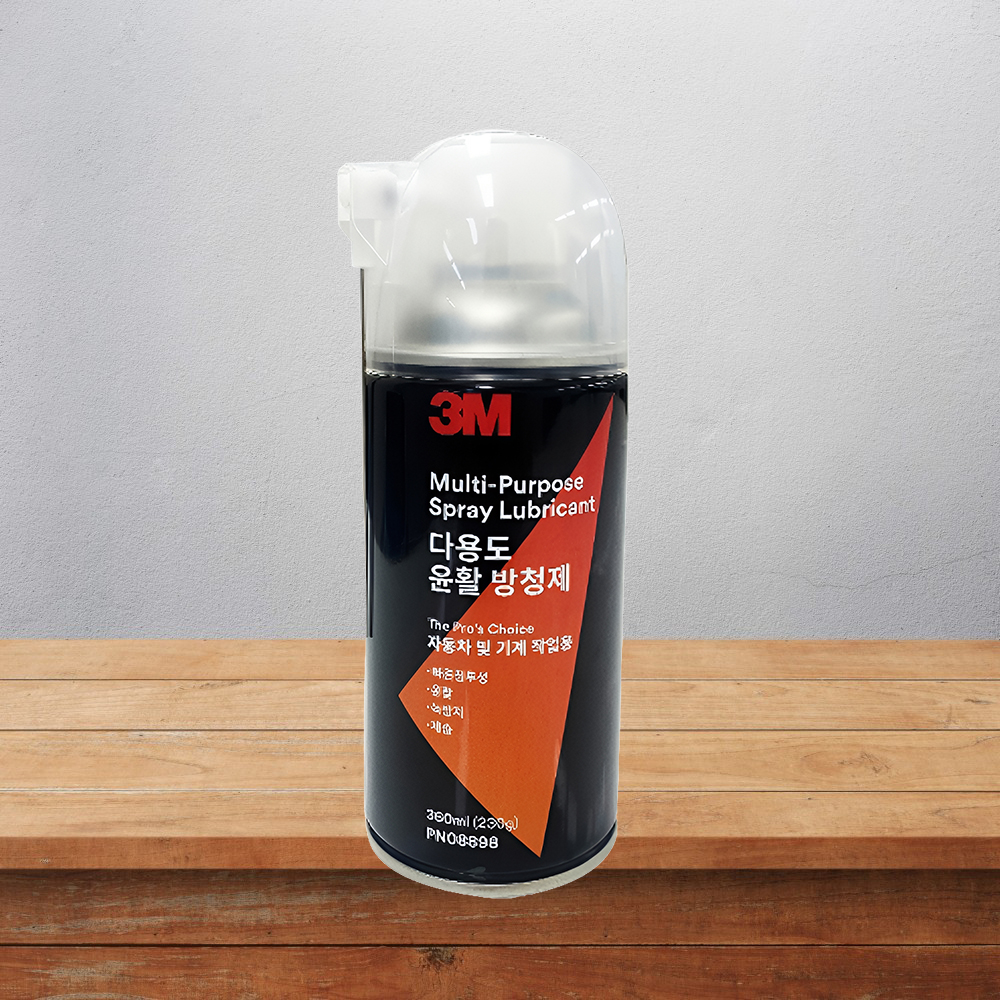 3M
Multi-Purpose
Spray Lubricant
다용도
윤활 방청제
The Pro's Choice
자동차 및 기계 작업용
·윤활
360ml